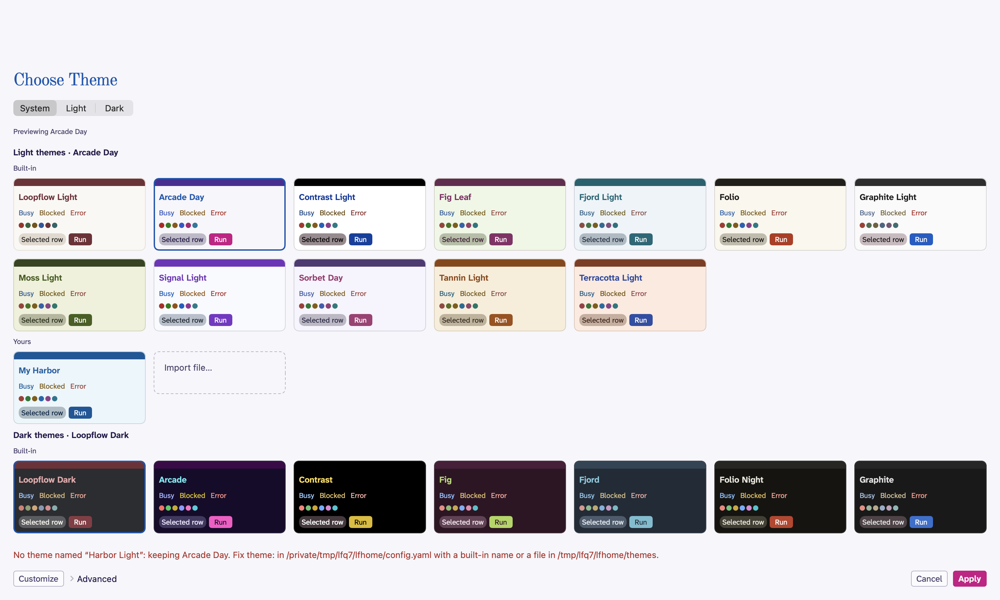 Choose Theme
System Light Dark
Previewing Arcade Day
Light themes · Arcade Day
Built-in
Loopflow Light Arcade Day Contrast Light Fig Leaf Fjord Light Folio Graphite Light
Busy Blocked Error Busy Blocked Error Busy Blocked Error Busy Blocked Error Busy Blocked Error Busy Blocked Error Busy Blocked Error
Selected row Run Selected row Run Selected row Run Selected row Run Selected row Run Selected row Run Selected row Run
Moss Light Signal Light Sorbet Day Tannin Light Terracotta Light
Busy Blocked Error Busy Blocked Error Busy Blocked Error Busy Blocked Error Busy Blocked Error
Selected row Run Selected row Run Selected row Run Selected row Run Selected row Run
Yours
My Harbor Import file...
Busy Blocked Error
Selected row Run
Dark themes · Loopflow Dark
Built-in
Loopflow Dark Arcade Contrast Fig Fjord Folio Night Graphite
Busy Blocked Error Busy Blocked Error Busy Blocked Error Busy Blocked Error Busy Blocked Error Busy Blocked Error Busy Blocked Error
Selected row Run Selected row Run Selected row Run Selected row Run Selected row Run Selected row Run Selected row Run
No theme named “Harbor Light”: keeping Arcade Day. Fix theme: in /private/tmp/lfq7/lfhome/config.yaml with a built-in name or a file in /tmp/lfq7/lfhome/themes.
Customize > Advanced Cancel Apply